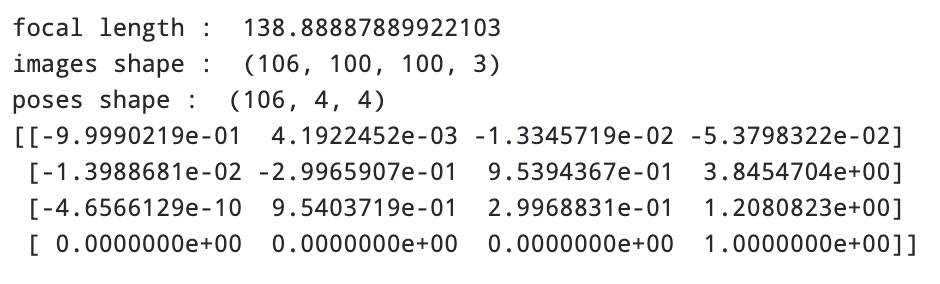 focal length :  138.88887889922103
images shape :  (106, 100, 100, 3)
poses shape :  (106, 4, 4)
[[-9.9990219e-01  4.1922452e-03 -1.3345719e-02 -5.3798322e-02]
 [-1.3988681e-02 -2.9965907e-01  9.5394367e-01  3.8454704e+00]
 [-4.6566129e-10  9.5403719e-01  2.9968831e-01  1.2080823e+00]
 [ 0.0000000e+00  0.0000000e+00  0.0000000e+00  1.0000000e+00]]